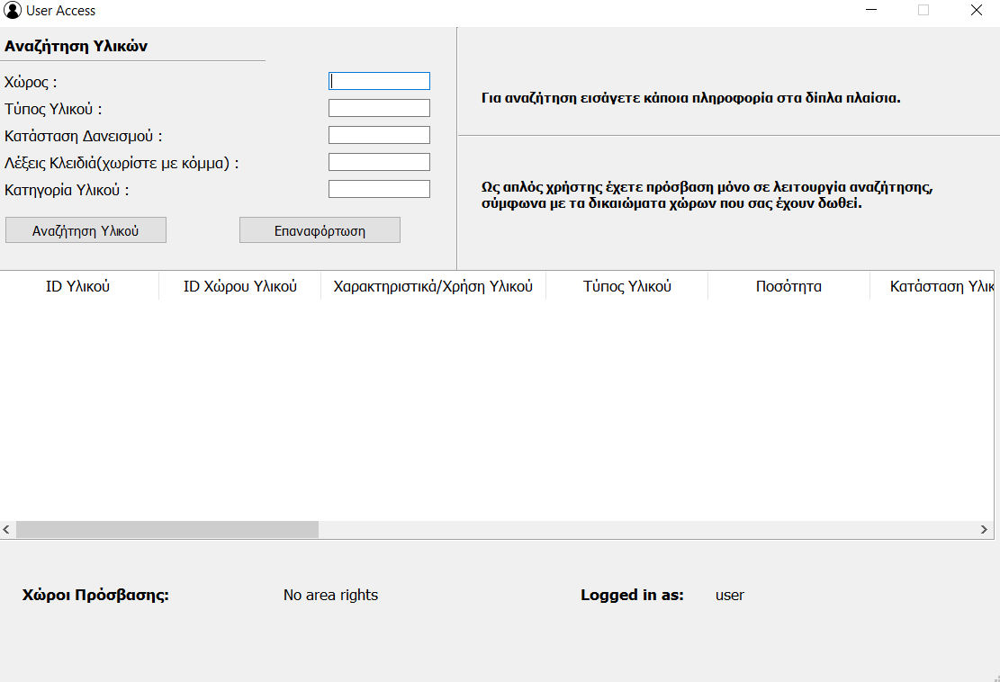 User Access
Αναζήτηση Υλικών
Χώρος :
Τύπος Υλικού :
Κατάσταση Δανεισμού :
Λέξεις Κλειδιά(χωρίστε με κόμμα) :
Κατηγορία Υλικού :
Αναζήτηση Υλικού
Επαναφόρτωση
Για αναζήτηση εισάγετε κάποια πληροφορία στα δίπλα πλαίσια.
Ως απλός χρήστης έχετε πρόσβαση μόνο σε λειτουργία αναζήτησης,
σύμφωνα με τα δικαιώματα χώρων που σας έχουν δωθεί.
ID Υλικού ID Χώρου Υλικού Χαρακτηριστικά/Χρήση Υλικού Τύπος Υλικού Ποσότητα Κατάσταση Υλικ
Χώροι Πρόσβασης: No area rights Logged in as: user